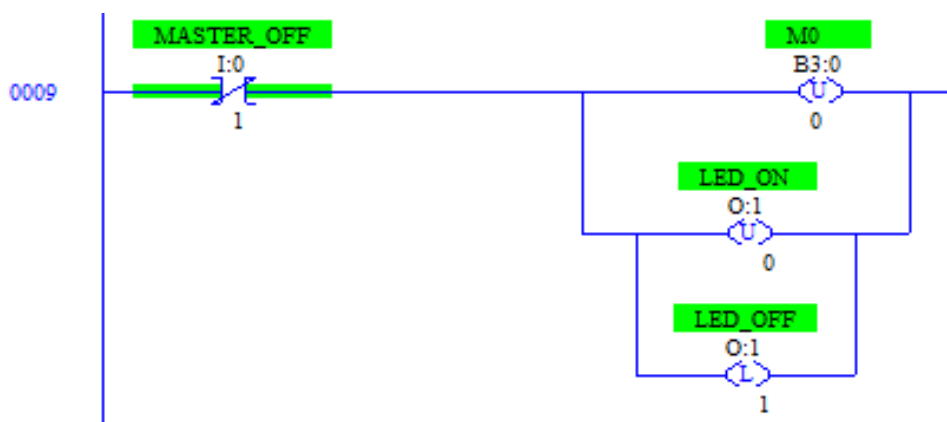 MASTER_OFF M0
I:0 B3:0
0009 U
1 0
LED_ON
O:1
U
0
LED_OFF
O:1
L
1